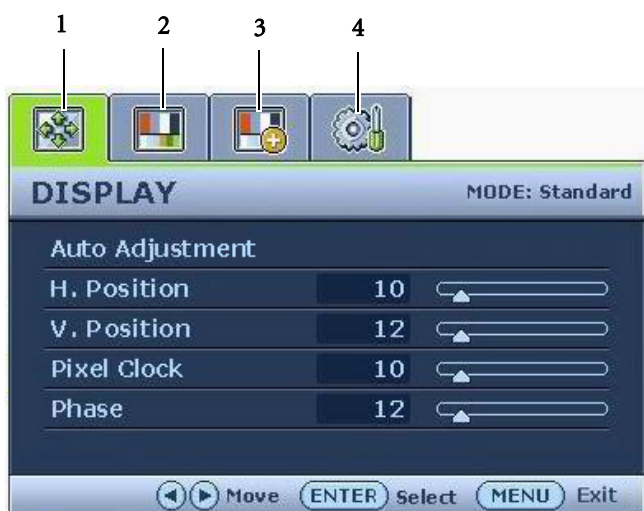 1 2 3 4
DISPLAY MODE: Standard
Auto Adjustment
H. Position 10
V. Position 12
Pixel Clock 10
Phase 12
Move ENTER Select MENU Exit